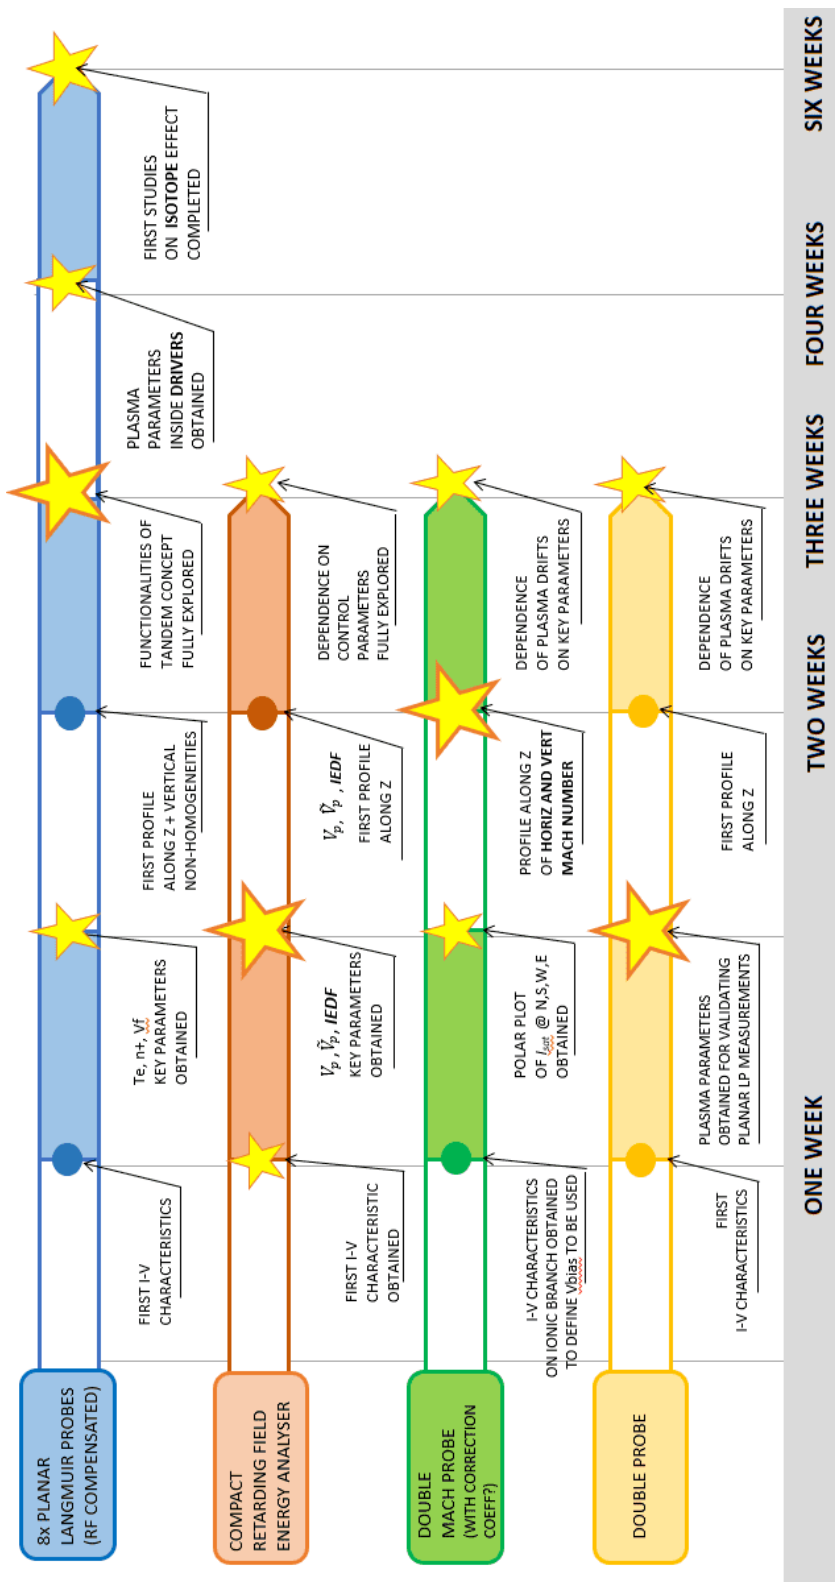 8x PLANAR
LANGMUIR PROBES
(RF COMPENSATED)
FIRST I-V
CHARACTERISTICS
Te, n+, Vf
KEY PARAMETERS
OBTAINED
FIRST PROFILE
ALONG Z + VERTICAL
NON-HOMOGENEITIES
FUNCTIONALITIES OF
TANDEM CONCEPT
FULLY EXPLORED
PLASMA
PARAMETERS
INSIDE DRIVERS
OBTAINED
FIRST STUDIES
ON ISOTOPE EFFECT
COMPLETED
COMPACT
RETARDING FIELD
ENERGY ANALYSER
FIRST I-V
CHARACTERISTIC
OBTAINED
V̄p, Ṽp, IEDF
KEY PARAMETERS
OBTAINED
V̄p, Ṽp, IEDF
FIRST PROFILE
ALONG Z
DEPENDENCE ON
CONTROL
PARAMETERS
FULLY EXPLORED
DOUBLE
MACH PROBE
(WITH CORRECTION
COEFF?)
I-V CHARACTERISTICS
ON IONIC BRANCH OBTAINED
TO DEFINE Vbias TO BE USED
POLAR PLOT
OF Isat @ N,S,W,E
OBTAINED
PROFILE ALONG Z
OF HORIZ AND VERT
MACH NUMBER
DEPENDENCE
OF PLASMA DRIFTS
ON KEY PARAMETERS
DOUBLE PROBE
FIRST
I-V CHARACTERISTICS
PLASMA PARAMETERS
OBTAINED FOR VALIDATING
PLANAR LP MEASUREMENTS
FIRST PROFILE
ALONG Z
DEPENDENCE
OF PLASMA DRIFTS
ON KEY PARAMETERS
ONE WEEK
TWO WEEKS
THREE WEEKS
FOUR WEEKS
SIX WEEKS